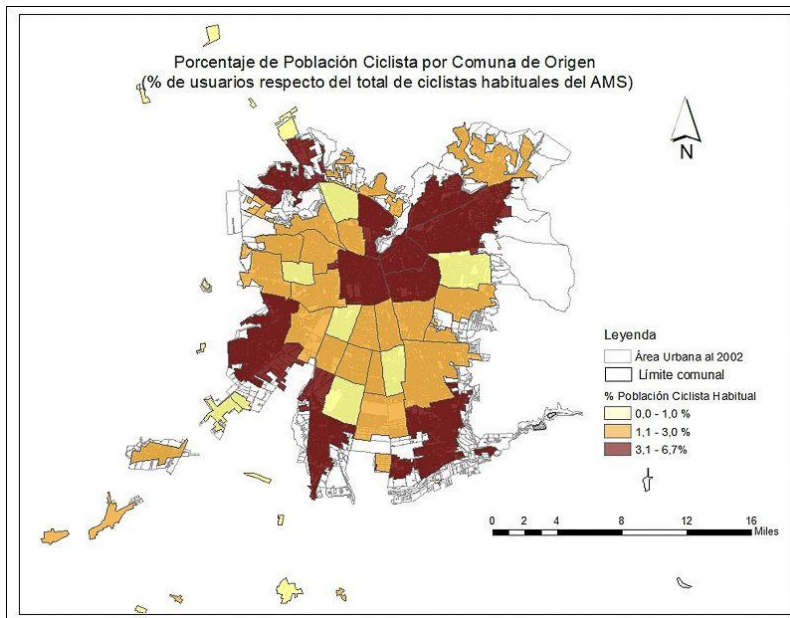 Porcentaje de Población Ciclista por Comuna de Origen
(% de usuarios respecto del total de ciclistas habituales del AMS)
N
Leyenda
Área Urbana al 2002
Límite comunal
% Población Ciclista Habitual
0,0 - 1,0 %
1,1 - 3,0 %
3,1 - 6,7%
0 2 4 8 12 16
Miles